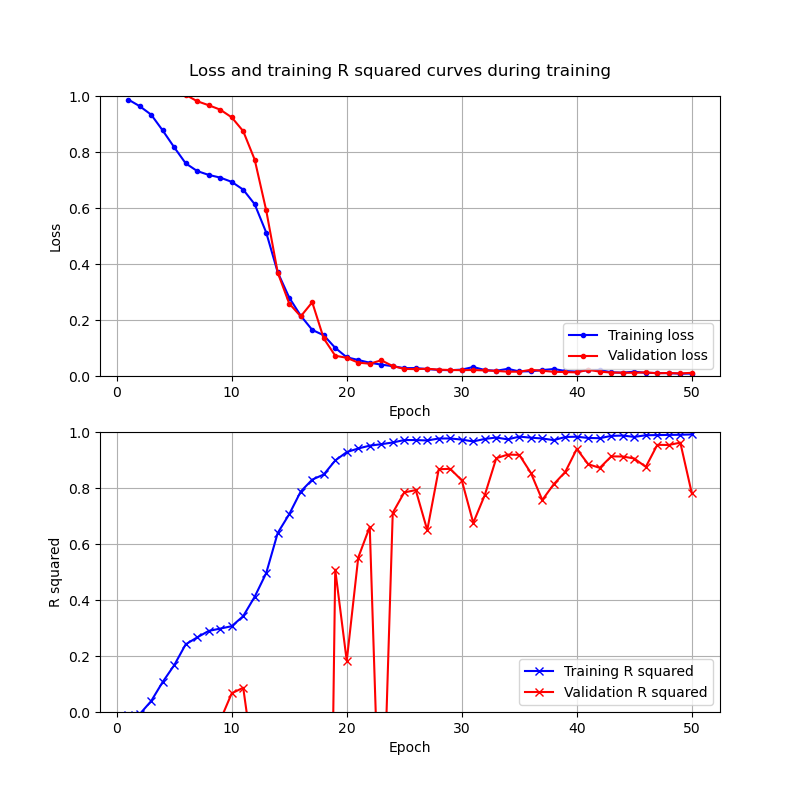 Loss and training R squared curves during training
1.0
0.8
0.6
0.4
0.2
0.0
Loss
0
10
20
30
40
50
Epoch
Training loss
Validation loss
1.0
0.8
0.6
0.4
0.2
0.0
R squared
0
10
20
30
40
50
Epoch
Training R squared
Validation R squared